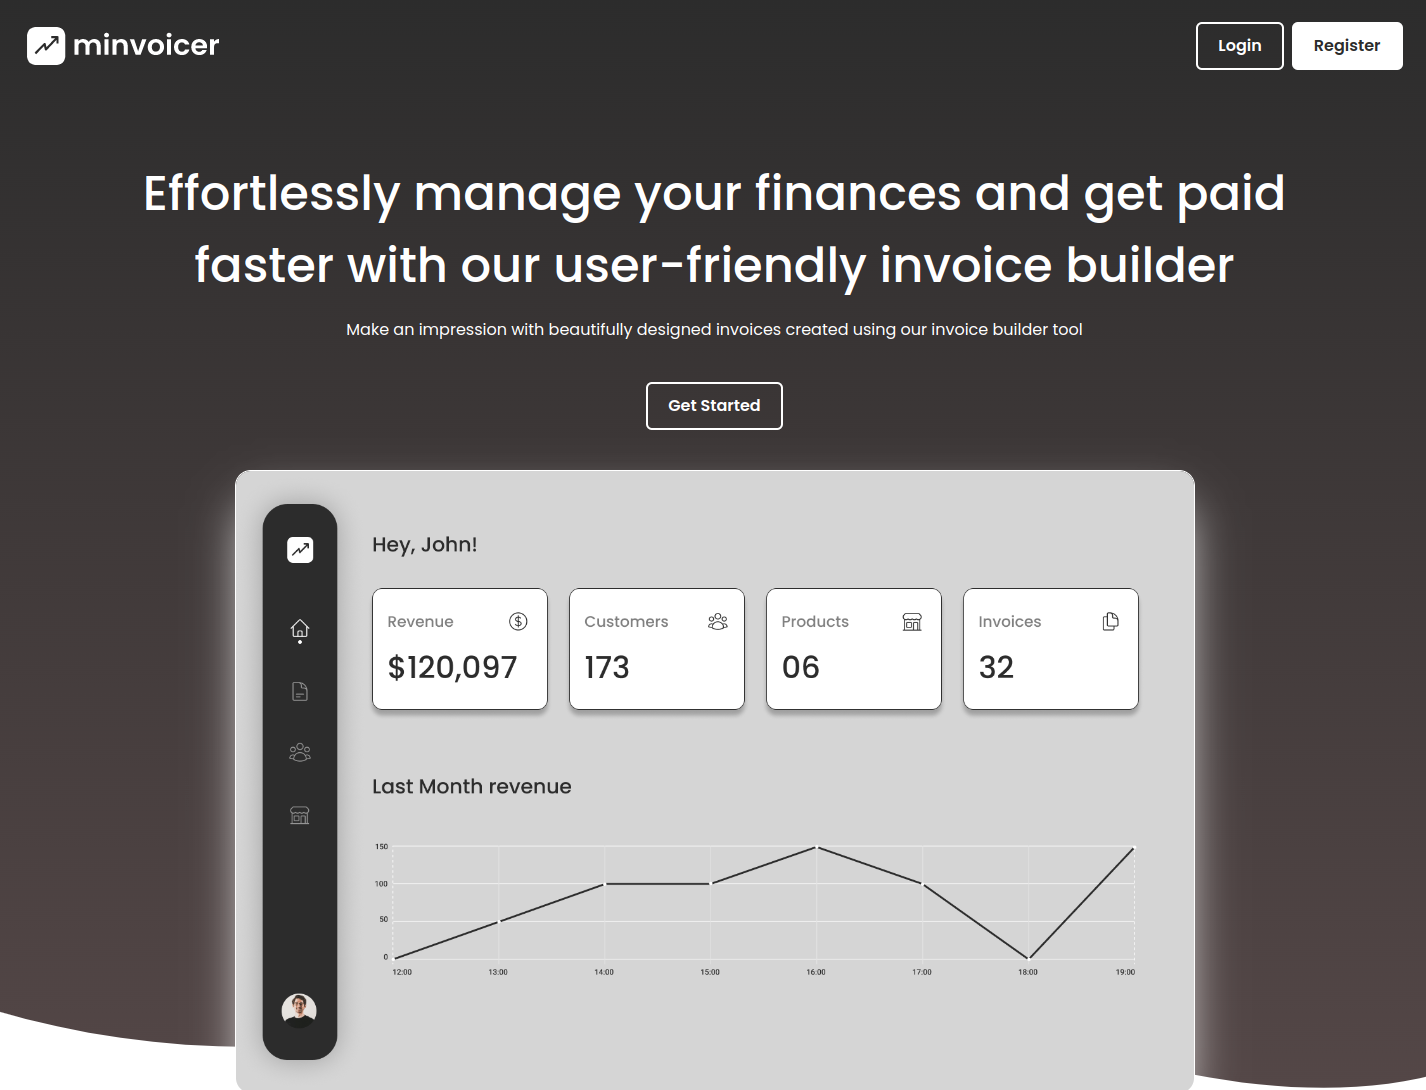 minvoicer
Login
Register
Effortlessly manage your finances and get paid
faster with our user-friendly invoice builder
Make an impression with beautifully designed invoices created using our invoice builder tool
Get Started
Hey, John!
Revenue
$120,097
Customers
173
Products
06
Invoices
32
Last Month revenue
150
100
50
0
12:00 13:00 14:00 15:00 16:00 17:00 18:00 19:00